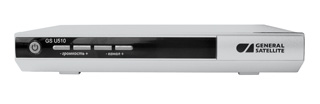 GS U510
- громкость +
- канал +
GENERAL
SATELLITE